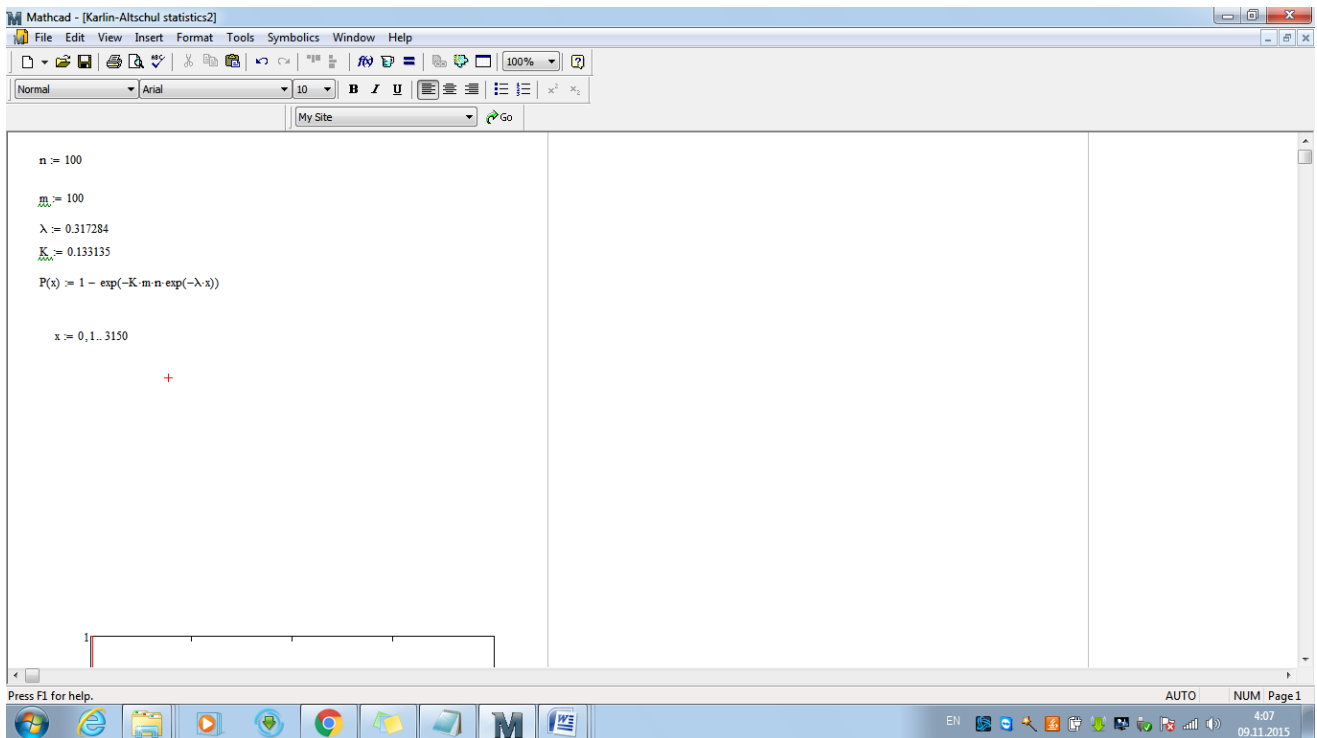 Mathcad - [Karlin-Altschul statistics2]
File Edit View Insert Format Tools Symbolics Window Help
100%
Normal Arial 10 B I U
My Site Go
n := 100
m := 100
λ := 0.317284
K := 0.133135
P(x) := 1 − exp(−K·m·n·exp(−λ·x))
x := 0, 1.. 3150
1
Press F1 for help. AUTO NUM Page 1
EN 4:07
09.11.2015